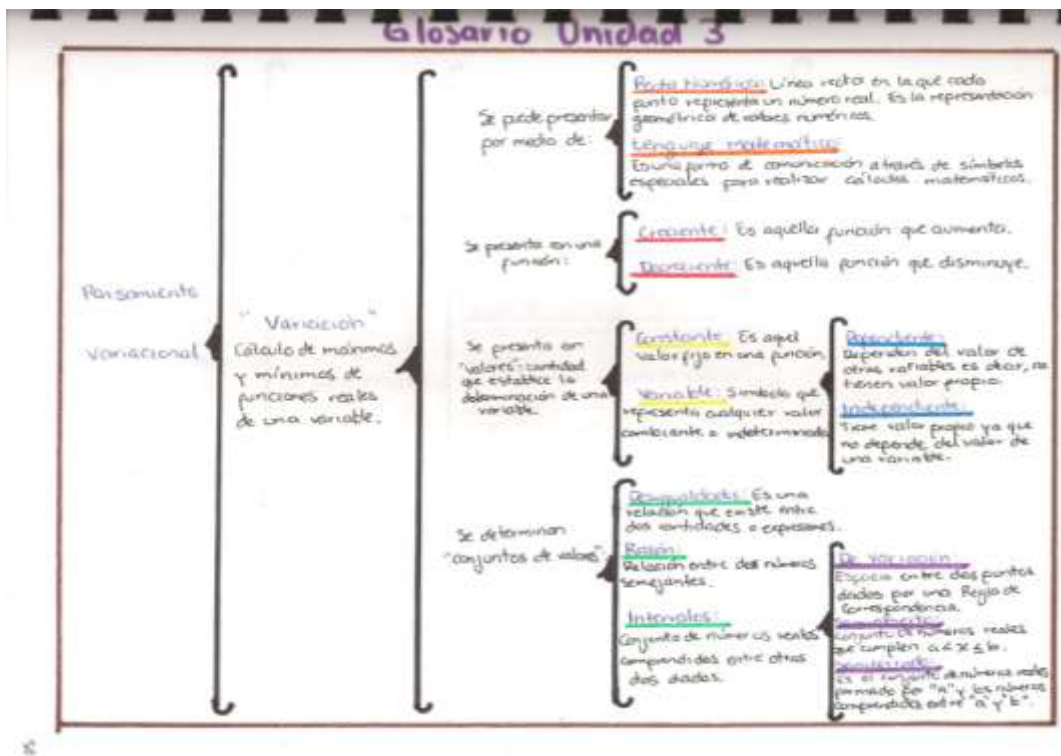 Glosario Unidad 3
Pensamiento
Variacional
"Variación"
Cálculo de máximos
y mínimos de
funciones reales
de una variable.
Se puede presentar
por medio de:
Recta numérica: Línea recta en la que cada
punto representa un número real. Es la representación
geométrica de valores numéricos.
Lenguaje matemático:
Es una forma de comunicación a través de símbolos
especiales para realizar cálculos matemáticos.
Se presenta en una
función:
Creciente: Es aquella función que aumenta.
Decreciente: Es aquella función que disminuye.
Se presenta en
"valores": cantidad
que establece la
determinación de una
variable.
Constante: Es aquel
valor fijo en una función.
Variable: Símbolo que
representa cualquier valor
cambiante o indeterminado
Dependiente:
Dependen del valor de
otras variables es decir, no
tienen valor propio.
Independiente:
Tiene valor propio ya que
no depende del valor de
una variable.
Se determinan
"conjuntos de valores":
Desigualdades: Es una
relación que existe entre
dos cantidades o expresiones.
Razón:
Relación entre dos números
semejantes.
Intervalos:
Conjunto de números reales
comprendidos entre otros
dos dados.
De variación:
Espacio entre dos puntos
dados por una Regla de
Correspondencia.
Semiabierto:
Conjunto de números reales
que cumplen a < x ≤ b.
Semicerrado:
Es el conjunto de números reales
formado por "a" y los números
comprendidos entre "a" y "b".